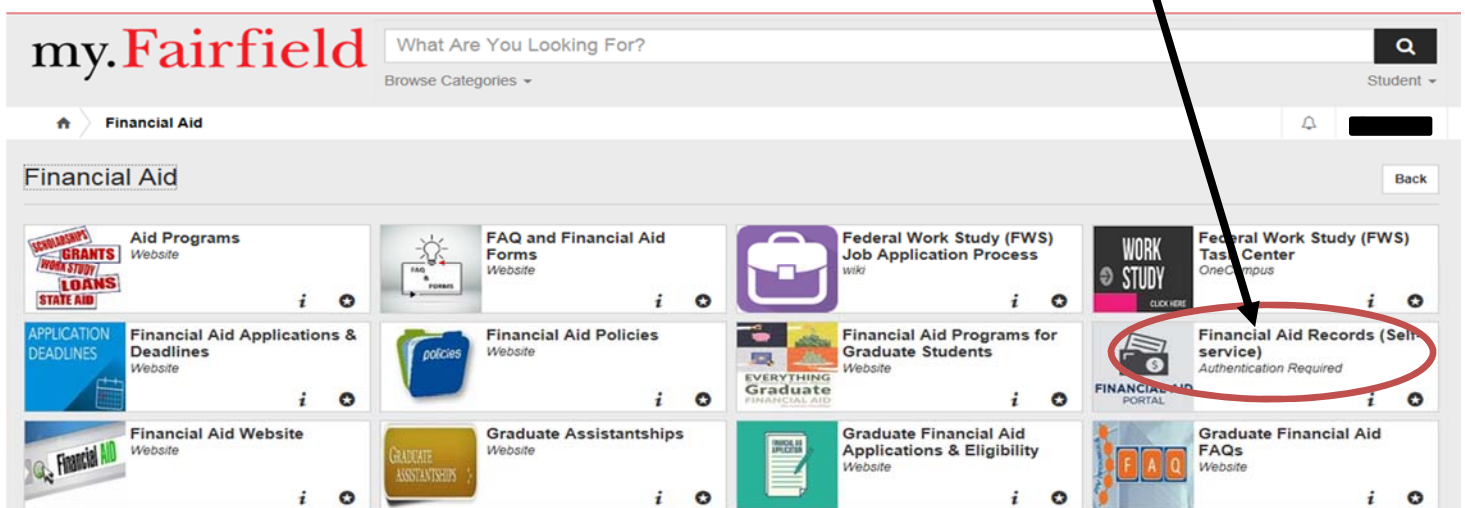 my.Fairfield
What Are You Looking For?
Browse Categories
Student
Financial Aid
Financial Aid
Back
SCHOLARSHIPS
GRANTS
WORK STUDY
LOANS
STATE AID
Aid Programs
Website
i
FAQ
&
FORMS
FAQ and Financial Aid
Forms
Website
i
Federal Work Study (FWS)
Job Application Process
wiki
i
WORK
STUDY
CLICK HERE
Federal Work Study (FWS)
Task Center
OneCampus
i
APPLICATION
DEADLINES
Financial Aid Applications &
Deadlines
Website
i
policies
Financial Aid Policies
Website
i
EVERYTHING
Graduate
FINANCIAL AID
Financial Aid Programs for
Graduate Students
Website
i
FINANCIAL AID
PORTAL
Financial Aid Records (Self-
service)
Authentication Required
i
Financial Aid
Financial Aid Website
Website
i
GRADUATE
ASSISTANTSHIPS
Graduate Assistantships
Website
i
FINANCIAL AID
APPLICATION
Graduate Financial Aid
Applications & Eligibility
Website
i
FAQ
Graduate Financial Aid
FAQs
Website
i